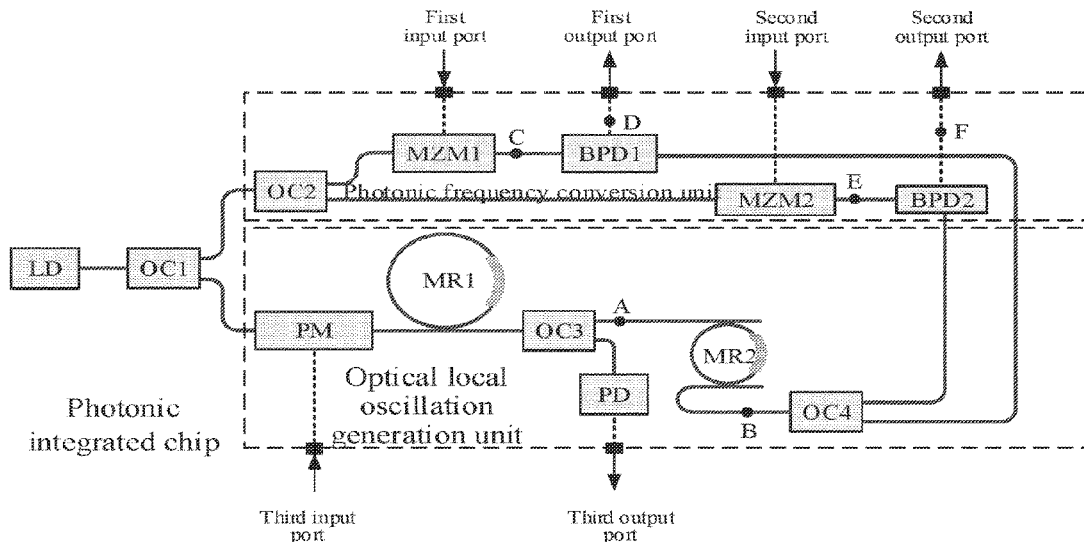 First
input port
First
output port
Second
input port
Second
output port
D
F
C
MZM1
BPD1
E
OC2
Photonic frequency conversion unit
MZM2
BPD2
LD
OC1
MR1
A
PM
OC3
MR2
Optical local
oscillation
generation unit
PD
OC4
B
Photonic
integrated chip
Third input
port
Third output
port